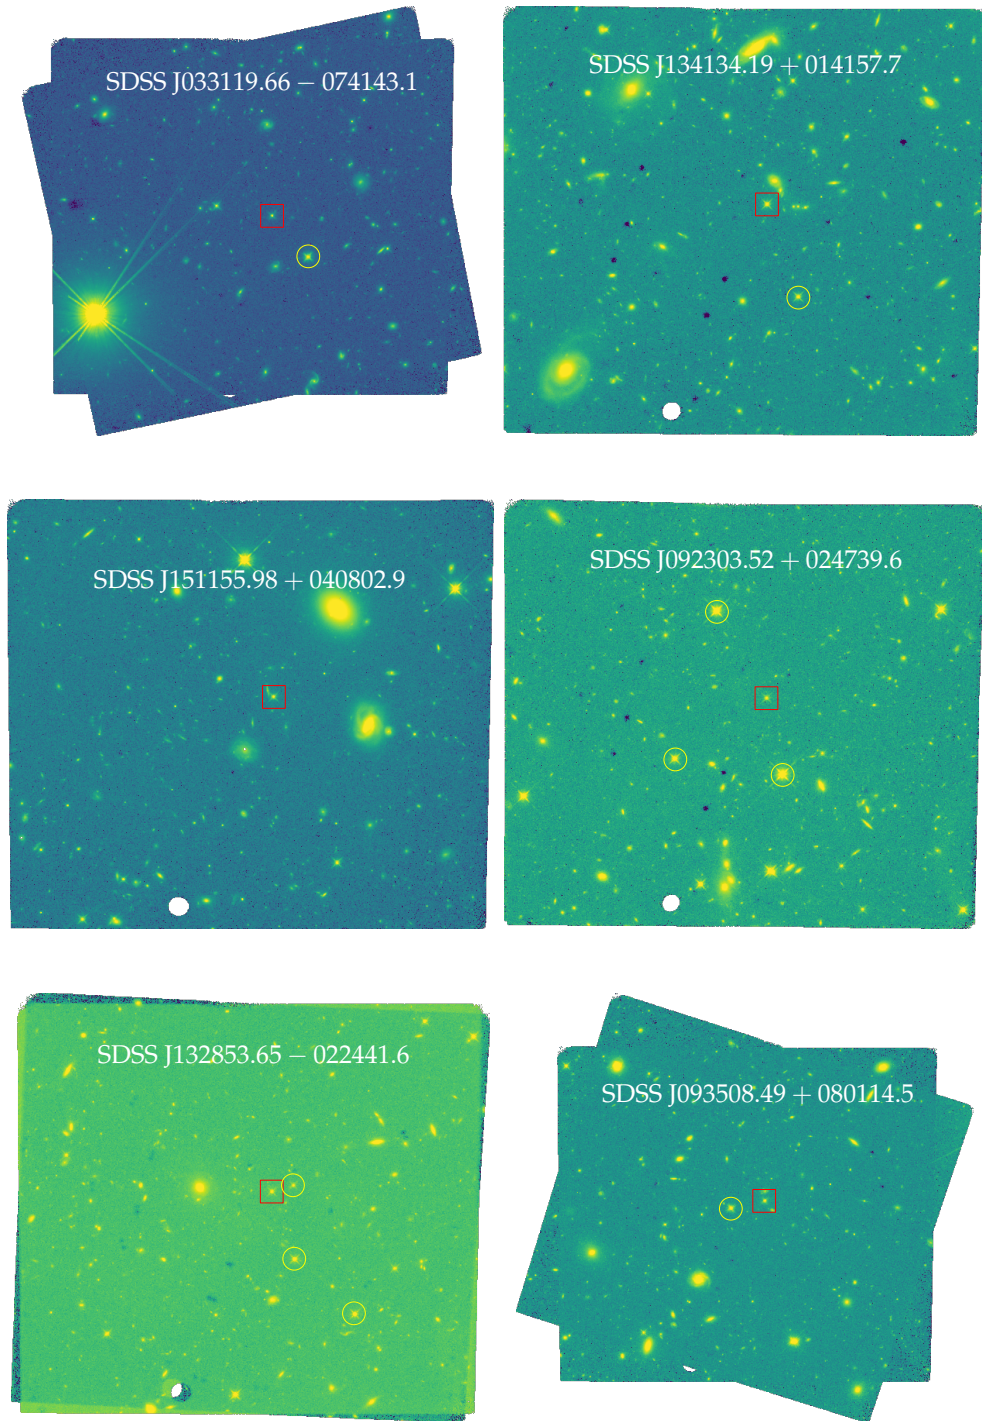 SDSS J033119.66 − 074143.1
SDSS J134134.19 + 014157.7
SDSS J151155.98 + 040802.9
SDSS J092303.52 + 024739.6
SDSS J132853.65 − 022441.6
SDSS J093508.49 + 080114.5